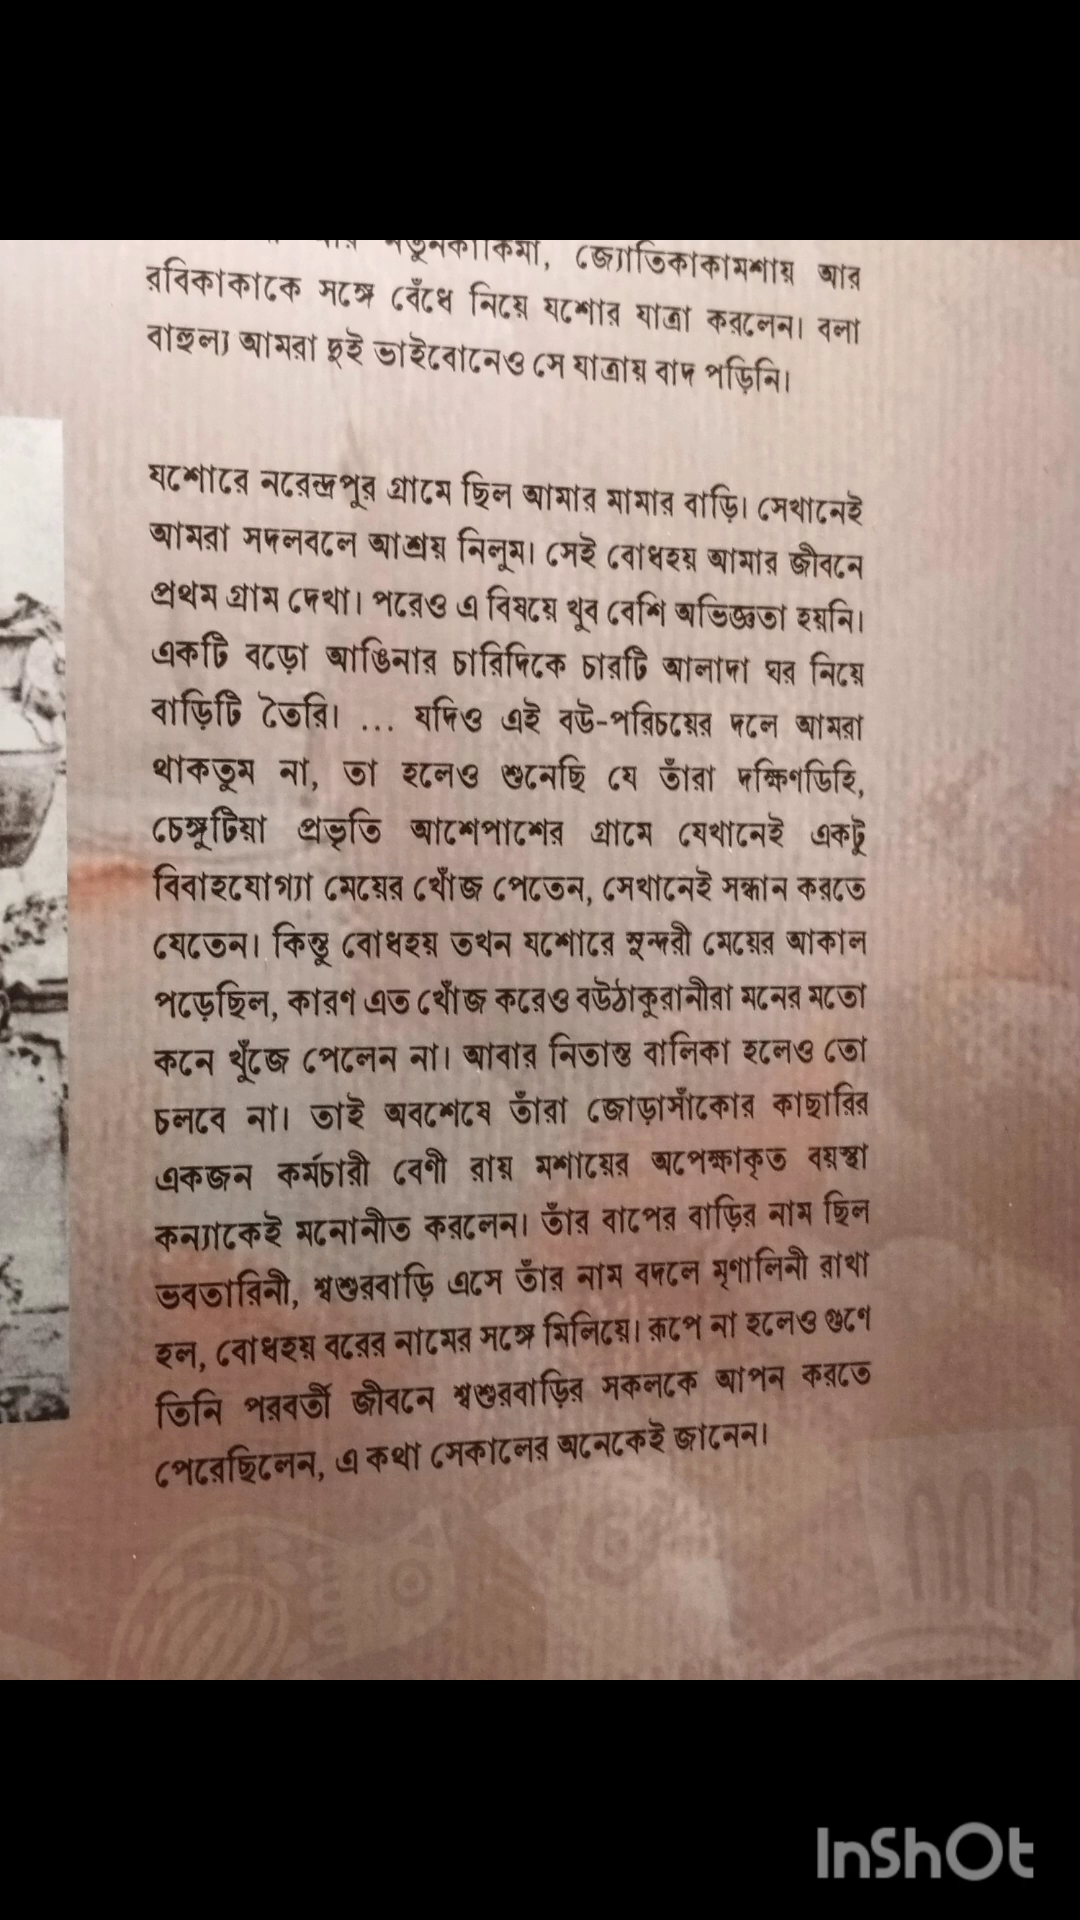 নতুনকাকিমা, জ্যোতিকাকামশায় আর
রবিকাকাকে সঙ্গে বেঁধে নিয়ে যশোর যাত্রা করলেন। বলা
বাহুল্য আমরা দুই ভাইবোনেও সে যাত্রায় বাদ পড়িনি।
যশোরে নরেন্দ্রপুর গ্রামে ছিল আমার মামার বাড়ি। সেখানেই
আমরা সদলবলে আশ্রয় নিলুম। সেই বোধহয় আমার জীবনে
প্রথম গ্রাম দেখা। পরেও এ বিষয়ে খুব বেশি অভিজ্ঞতা হয়নি।
একটি বড়ো আঙিনার চারিদিকে চারটি আলাদা ঘর নিয়ে
বাড়িটি তৈরি। ... যদিও এই বউ-পরিচয়ের দলে আমরা
থাকতুম না, তা হলেও শুনেছি যে তাঁরা দক্ষিণডিহি,
চেঙ্গুটিয়া প্রভৃতি আশেপাশের গ্রামে যেখানেই একটু
বিবাহযোগ্যা মেয়ের খোঁজ পেতেন, সেখানেই সন্ধান করতে
যেতেন। কিন্তু বোধহয় তখন যশোরে সুন্দরী মেয়ের আকাল
পড়েছিল, কারণ এত খোঁজ করেও বউঠাকুরানীরা মনের মতো
কনে খুঁজে পেলেন না। আবার নিতান্ত বালিকা হলেও তো
চলবে না। তাই অবশেষে তাঁরা জোড়াসাঁকোর কাছারির
একজন কর্মচারী বেণী রায় মশায়ের অপেক্ষাকৃত বয়স্থা
কন্যাকেই মনোনীত করলেন। তাঁর বাপের বাড়ির নাম ছিল
ভবতারিনী, শ্বশুরবাড়ি এসে তাঁর নাম বদলে মৃণালিনী রাখা
হল, বোধহয় বরের নামের সঙ্গে মিলিয়ে। রূপে না হলেও গুণে
তিনি পরবর্তী জীবনে শ্বশুরবাড়ির সকলকে আপন করতে
পেরেছিলেন, এ কথা সেকালের অনেকেই জানেন।
InShOt